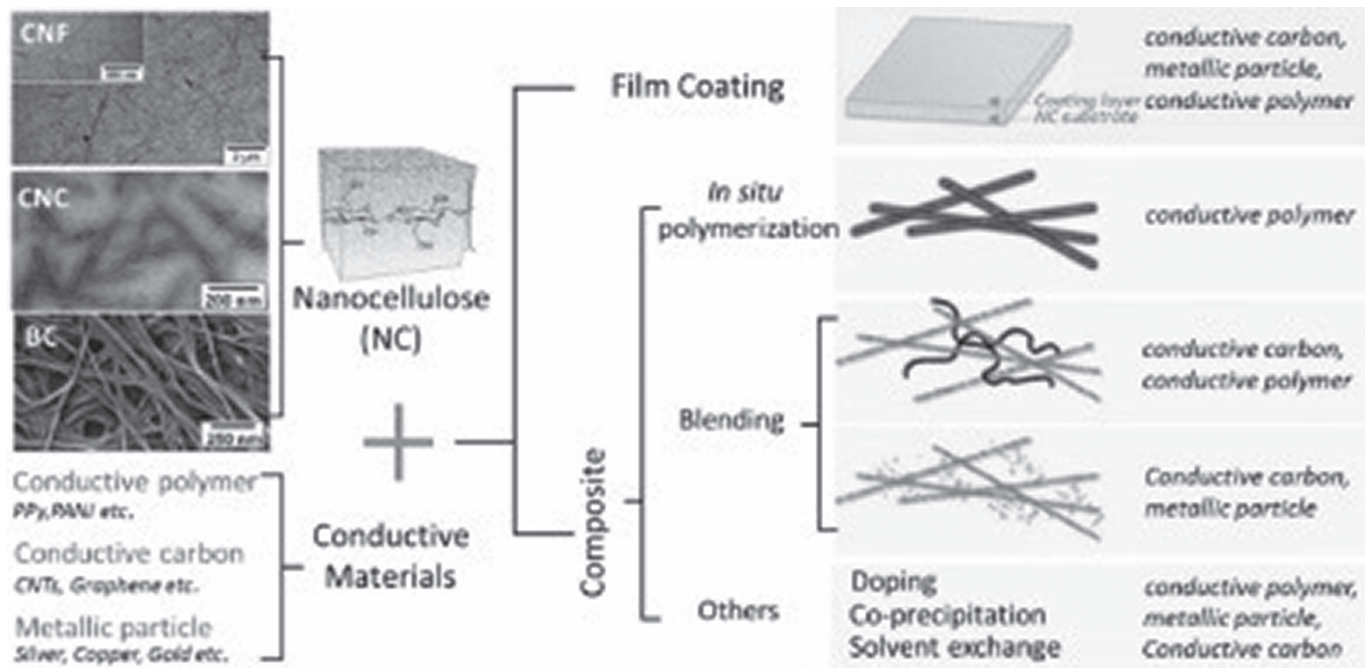 CNF
CNC
200 nm
BC
Nanocellulose
(NC)
Conductive polymer
PPy,PANI etc.
Conductive carbon
CNTs, Graphene etc.
Metallic particle
Silver, Copper, Gold etc.
Conductive
Materials
Film Coating
Coating layer
NC substrate
conductive carbon,
metallic particle,
conductive polymer
Composite
In situ
polymerization
conductive polymer
Blending
conductive carbon,
conductive polymer
Conductive carbon,
metallic particle
Others
Doping
Co-precipitation
Solvent exchange
conductive polymer,
metallic particle,
Conductive carbon